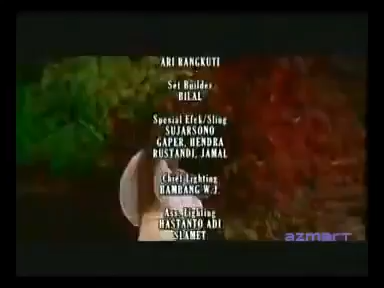 ARI BANGKUTI
Set Builder
BILAL
Spesial Efek/Sling
SUJARSONO
GAPER, HENDRA
RUSTANDI, JAMAL
Chief Lighting
BAMBANG W.J.
Ass. Lighting
HASTANTO ADI
SLAMET
azmart